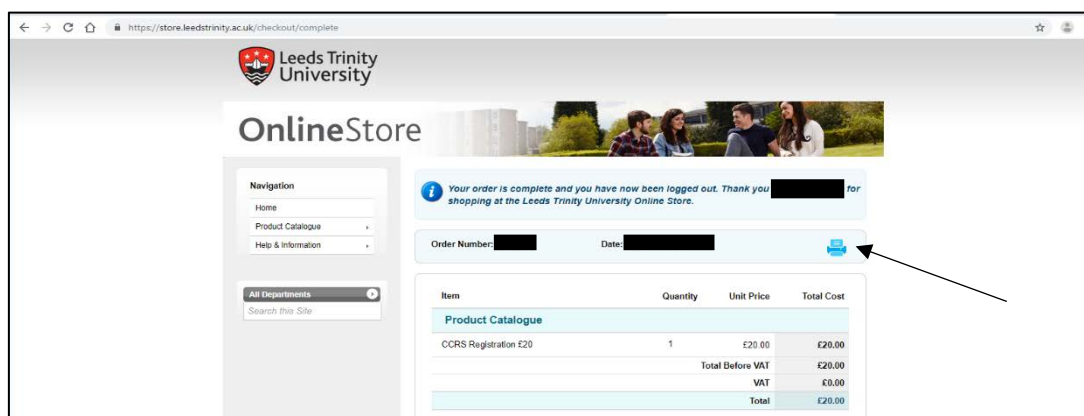 https://store.leedstrinity.ac.uk/checkout/complete
Leeds Trinity
University
OnlineStore
Navigation
Home
Product Catalogue
Help & Information
All Departments
Search this Site
Your order is complete and you have now been logged out. Thank you for
shopping at the Leeds Trinity University Online Store.
Order Number: Date:
Item Quantity Unit Price Total Cost
Product Catalogue
CCRS Registration £20 1 £20.00 £20.00
Total Before VAT £20.00
VAT £0.00
Total £20.00